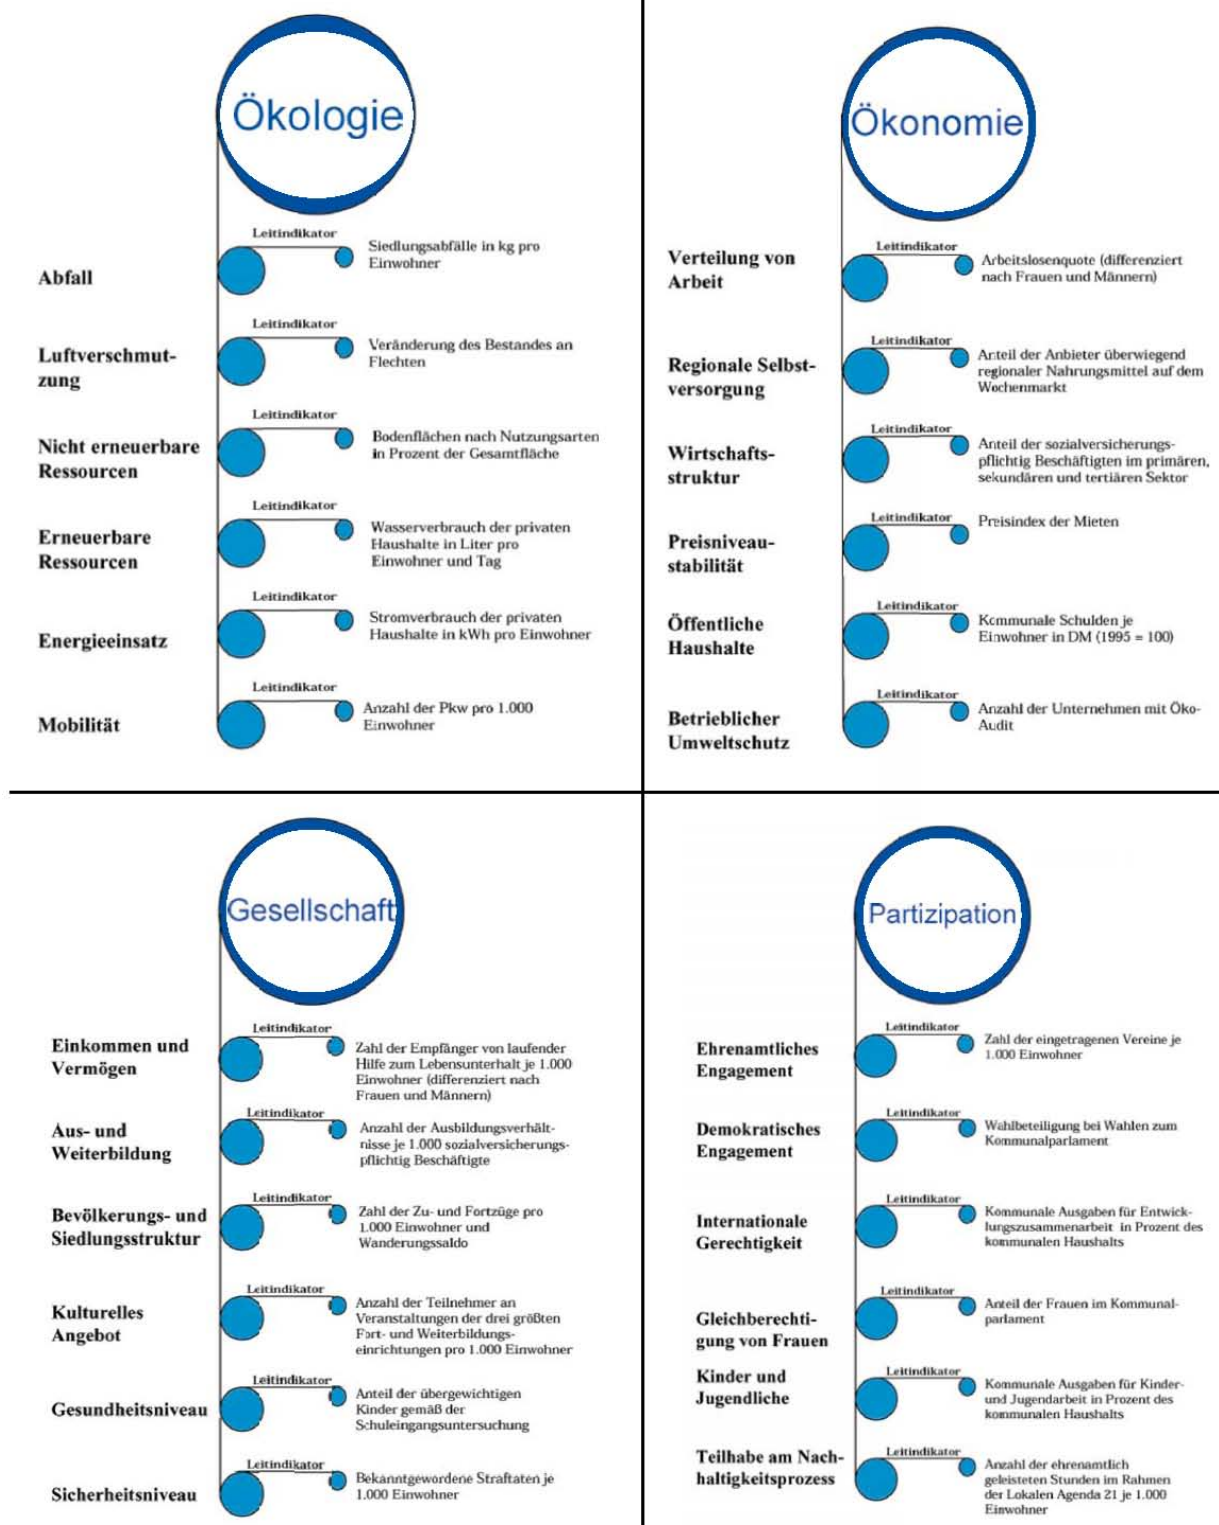 Ökologie
Abfall
Leitindikator
Siedlungsabfälle in kg pro
Einwohner
Luftverschmut-
zung
Leitindikator
Veränderung des Bestandes an
Flechten
Nicht erneuerbare
Ressourcen
Leitindikator
Bodenflächen nach Nutzungsarten
in Prozent der Gesamtfläche
Erneuerbare
Ressourcen
Leitindikator
Wasserverbrauch der privaten
Haushalte in Liter pro
Einwohner und Tag
Energieeinsatz
Leitindikator
Stromverbrauch der privaten
Haushalte in kWh pro Einwohner
Mobilität
Leitindikator
Anzahl der Pkw pro 1.000
Einwohner
Ökonomie
Verteilung von
Arbeit
Leitindikator
Arbeitslosenquote (differenziert
nach Frauen und Männern)
Regionale Selbst-
versorgung
Leitindikator
Anteil der Anbieter überwiegend
regionaler Nahrungsmittel auf dem
Wochenmarkt
Wirtschafts-
struktur
Leitindikator
Anteil der sozialversicherungs-
pflichtig Beschäftigten im primären,
sekundären und tertiären Sektor
Preisniveau-
stabilität
Leitindikator
Preisindex der Mieten
Öffentliche
Haushalte
Leitindikator
Kommunale Schulden je
Einwohner in DM (1995 = 100)
Betrieblicher
Umweltschutz
Leitindikator
Anzahl der Unternehmen mit Öko-
Audit
Gesellschaft
Einkommen und
Vermögen
Leitindikator
Zahl der Empfänger von laufender
Hilfe zum Lebensunterhalt je 1.000
Einwohner (differenziert nach
Frauen und Männern)
Aus- und
Weiterbildung
Leitindikator
Anzahl der Ausbildungsverhält-
nisse je 1.000 sozialversicherungs-
pflichtig Beschäftigte
Bevölkerungs- und
Siedlungsstruktur
Leitindikator
Zahl der Zu- und Fortzüge pro
1.000 Einwohner und
Wanderungssaldo
Kulturelles
Angebot
Leitindikator
Anzahl der Teilnehmer an
Veranstaltungen der drei größten
Fort- und Weiterbildungs-
einrichtungen pro 1.000 Einwohner
Gesundheitsniveau
Leitindikator
Anteil der übergewichtigen
Kinder gemäß der
Schuleingangsuntersuchung
Sicherheitsniveau
Leitindikator
Bekanntgewordene Straftaten je
1.000 Einwohner
Partizipation
Ehrenamtliches
Engagement
Leitindikator
Zahl der eingetragenen Vereine je
1.000 Einwohner
Demokratisches
Engagement
Leitindikator
Wahlbeteiligung bei Wahlen zum
Kommunalparlament
Internationale
Gerechtigkeit
Leitindikator
Kommunale Ausgaben für Entwick-
lungszusammenarbeit in Prozent des
kommunalen Haushalts
Gleichberechti-
gung von Frauen
Leitindikator
Anteil der Frauen im Kommunal-
parlament
Kinder und
Jugendliche
Leitindikator
Kommunale Ausgaben für Kinder-
und Jugendarbeit in Prozent des
kommunalen Haushalts
Teilhabe am Nach-
haltigkeitsprozess
Leitindikator
Anzahl der ehrenamtlich
geleisteten Stunden im Rahmen
der Lokalen Agenda 21 je 1.000
Einwohner